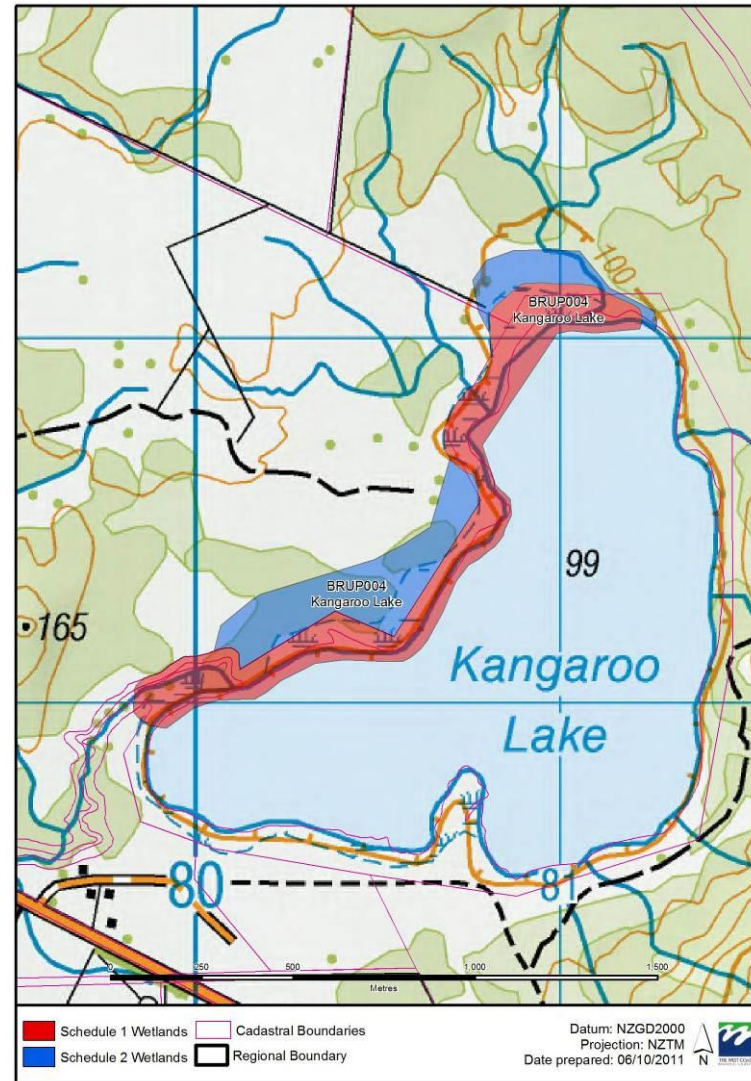 100
BRUP004
Kangaroo Lake
BRUP004
Kangaroo Lake
99
165
Kangaroo
Lake
80
81
0 250 500 1,000 1,500
Metres
Schedule 1 Wetlands
Schedule 2 Wetlands
Cadastral Boundaries
Regional Boundary
Datum: NZGD2000
Projection: NZTM
Date prepared: 06/10/2011
N